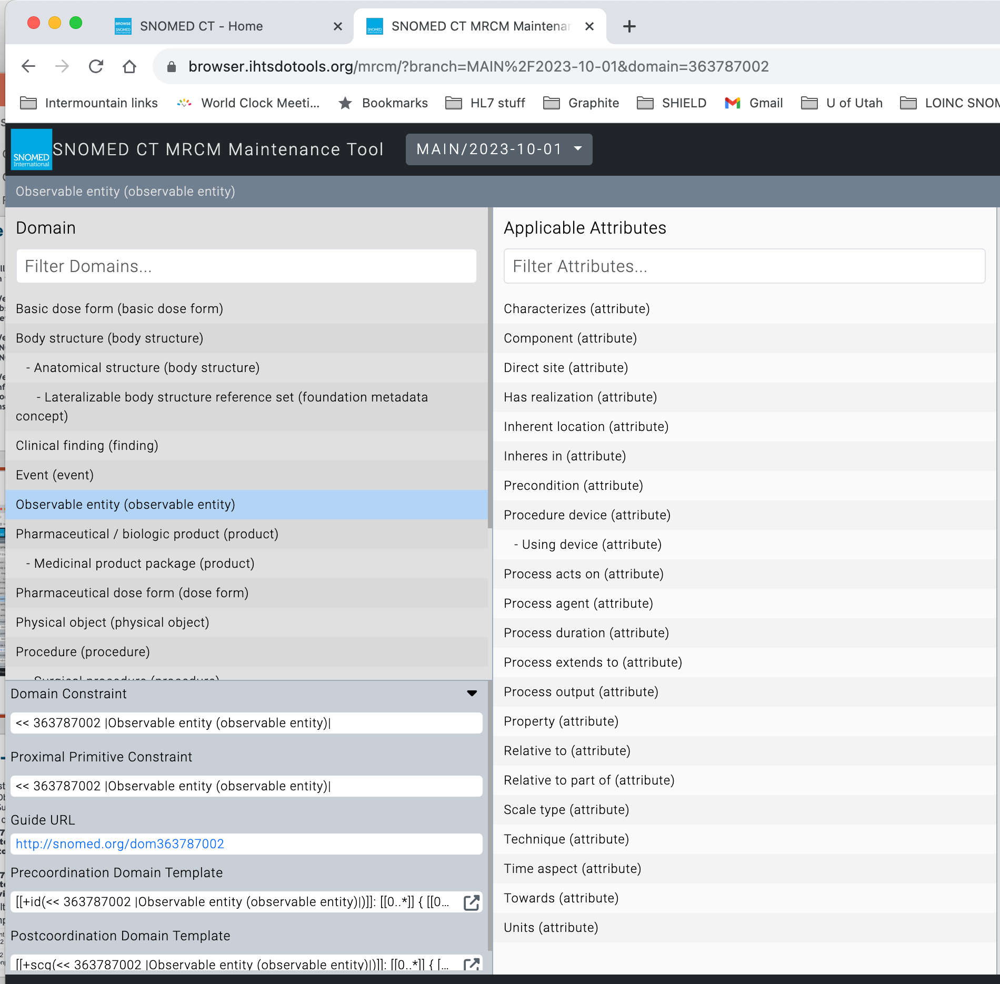 SNOMED CT - Home
SNOMED CT MRCM Maintenan
browser.ihtsdotools.org/mrcm/?branch=MAIN%2F2023-10-01&domain=363787002
Intermountain links
World Clock Meeti...
Bookmarks
HL7 stuff
Graphite
SHIELD
Gmail
U of Utah
LOINC SNOM
SNOMED
International
SNOMED CT MRCM Maintenance Tool
MAIN/2023-10-01
Observable entity (observable entity)
Domain
Filter Domains...
Basic dose form (basic dose form)
Body structure (body structure)
- Anatomical structure (body structure)
- Lateralizable body structure reference set (foundation metadata
concept)
Clinical finding (finding)
Event (event)
Observable entity (observable entity)
Pharmaceutical / biologic product (product)
- Medicinal product package (product)
Pharmaceutical dose form (dose form)
Physical object (physical object)
Procedure (procedure)
- Surgical procedure (procedure)
Domain Constraint
<< 363787002 |Observable entity (observable entity)|
Proximal Primitive Constraint
<< 363787002 |Observable entity (observable entity)|
Guide URL
http://snomed.org/dom363787002
Precoordination Domain Template
[[+id(<< 363787002 |Observable entity (observable entity)|)]]: [[0..*]] { [[0...
Postcoordination Domain Template
[[+scg(<< 363787002 |Observable entity (observable entity)|)]]: [[0..*]] { [...
Applicable Attributes
Filter Attributes...
Characterizes (attribute)
Component (attribute)
Direct site (attribute)
Has realization (attribute)
Inherent location (attribute)
Inheres in (attribute)
Precondition (attribute)
Procedure device (attribute)
- Using device (attribute)
Process acts on (attribute)
Process agent (attribute)
Process duration (attribute)
Process extends to (attribute)
Process output (attribute)
Property (attribute)
Relative to (attribute)
Relative to part of (attribute)
Scale type (attribute)
Technique (attribute)
Time aspect (attribute)
Towards (attribute)
Units (attribute)